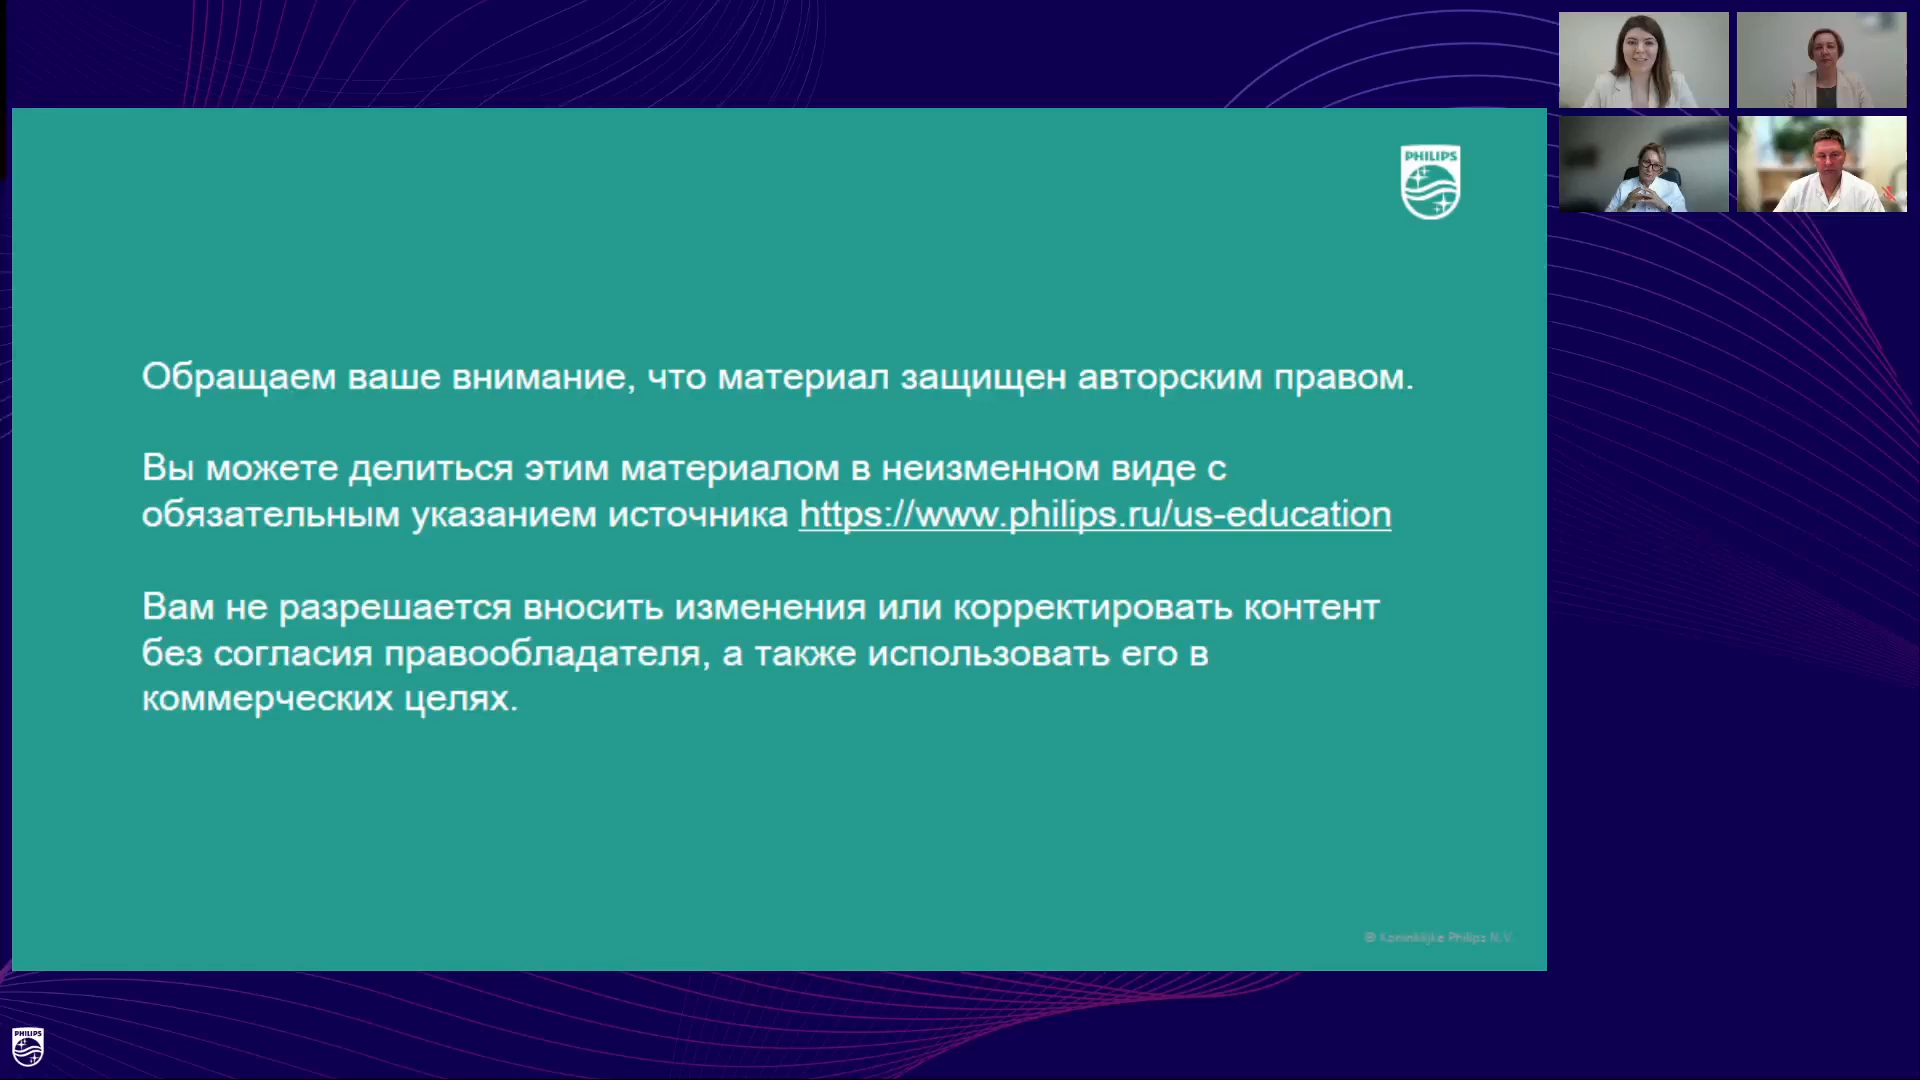 PHILIPS
Обращаем ваше внимание, что материал защищен авторским правом.
Вы можете делиться этим материалом в неизменном виде с
обязательным указанием источника https://www.philips.ru/us-education
Вам не разрешается вносить изменения или корректировать контент
без согласия правообладателя, а также использовать его в
коммерческих целях.
© Koninklijke Philips N.V.
PHILIPS